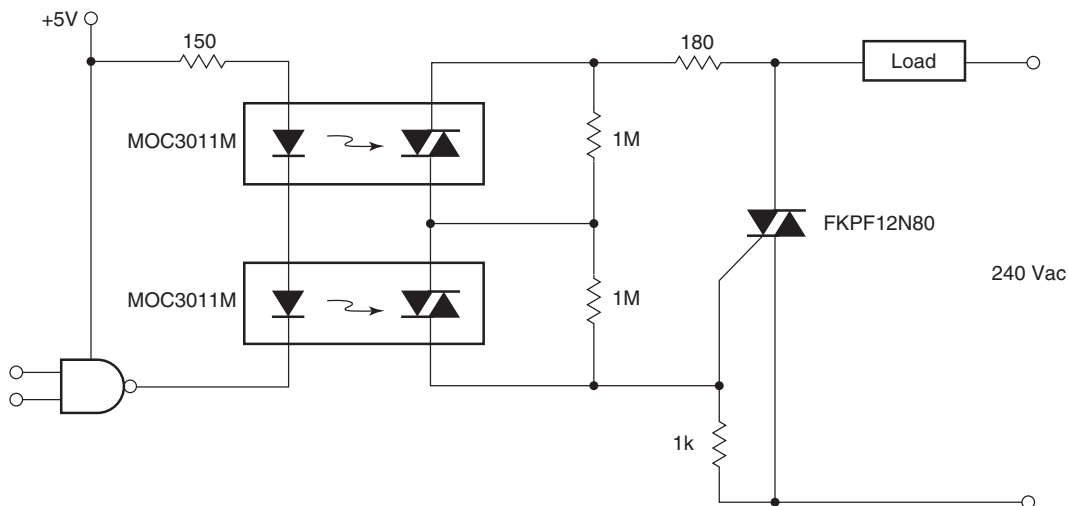 +5V
150
180
Load
MOC3011M
1M
FKPF12N80
240 Vac
MOC3011M
1M
1k